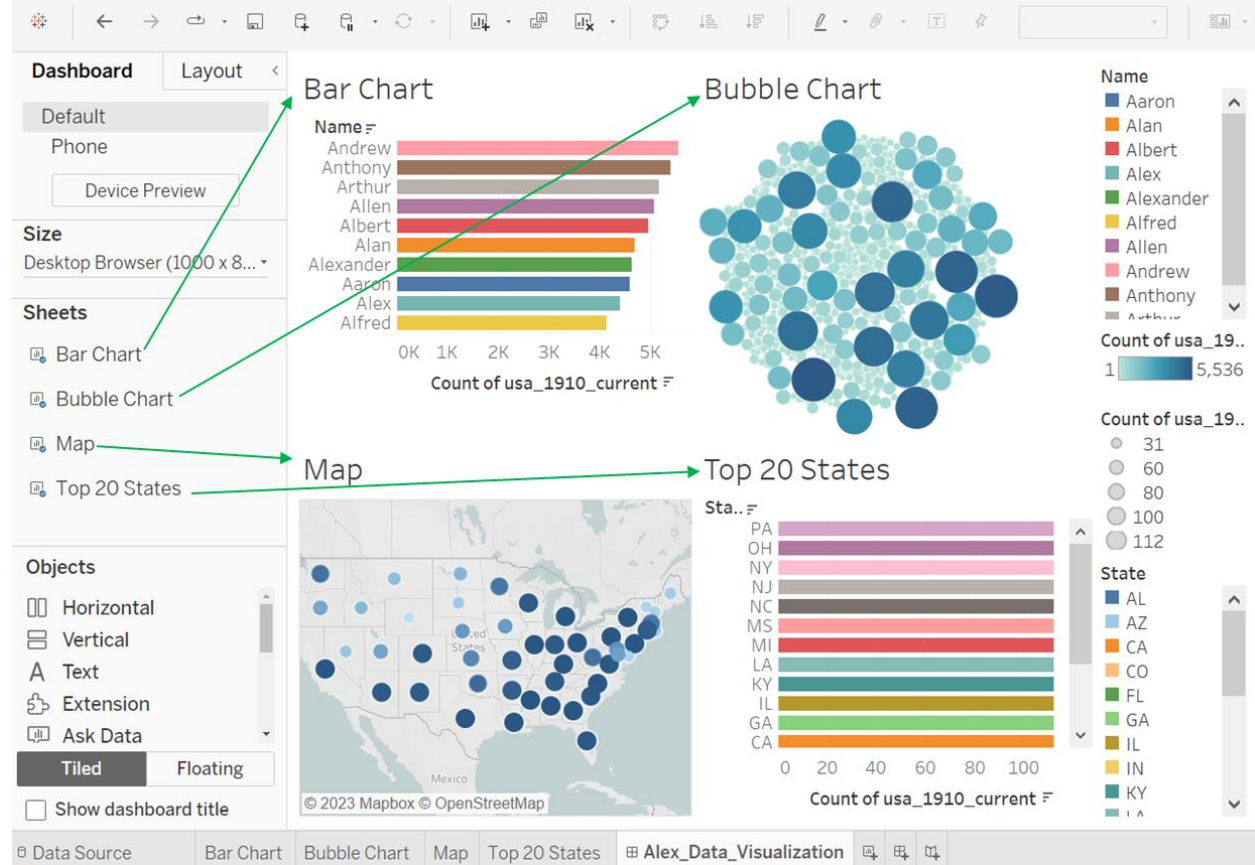 Dashboard
Layout
Default
Phone
Device Preview
Size
Desktop Browser (1000 x 8...
Sheets
Bar Chart
Bubble Chart
Map
Top 20 States
Objects
Horizontal
Vertical
Text
Extension
Ask Data
Tiled
Floating
Show dashboard title
Bar Chart
Name
Andrew
Anthony
Arthur
Allen
Albert
Alan
Alexander
Aaron
Alex
Alfred
0K 1K 2K 3K 4K 5K
Count of usa_1910_current
Bubble Chart
Map
United
States
Mexico
© 2023 Mapbox © OpenStreetMap
Top 20 States
Sta..
PA
OH
NY
NJ
NC
MS
MI
LA
KY
IL
GA
CA
0 20 40 60 80 100
Count of usa_1910_current
Name
Aaron
Alan
Albert
Alex
Alexander
Alfred
Allen
Andrew
Anthony
Arthur
Count of usa_19..
1 5,536
Count of usa_19..
31
60
80
100
112
State
AL
AZ
CA
CO
FL
GA
IL
IN
KY
LA
Data Source
Bar Chart
Bubble Chart
Map
Top 20 States
Alex_Data_Visualization